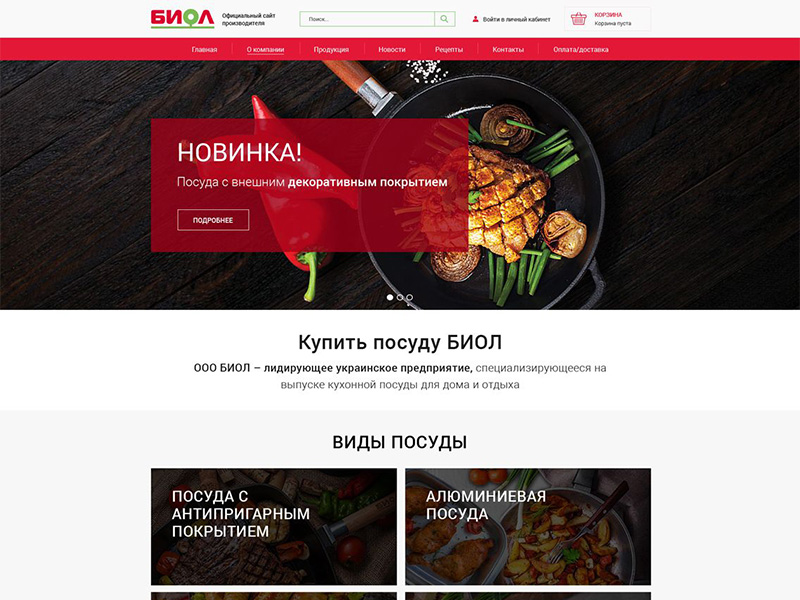 БИОЛ
Официальный сайт
производителя
Поиск...
Войти в личный кабинет
КОРЗИНА
Корзина пуста
Главная
О компании
Продукция
Новости
Рецепты
Контакты
Оплата/доставка
НОВИНКА!
Посуда с внешним декоративным покрытием
ПОДРОБНЕЕ
Купить посуду БИОЛ
ООО БИОЛ – лидирующее украинское предприятие, специализирующееся на
выпуске кухонной посуды для дома и отдыха
ВИДЫ ПОСУДЫ
ПОСУДА С
АНТИПРИГАРНЫМ
ПОКРЫТИЕМ
АЛЮМИНИЕВАЯ
ПОСУДА